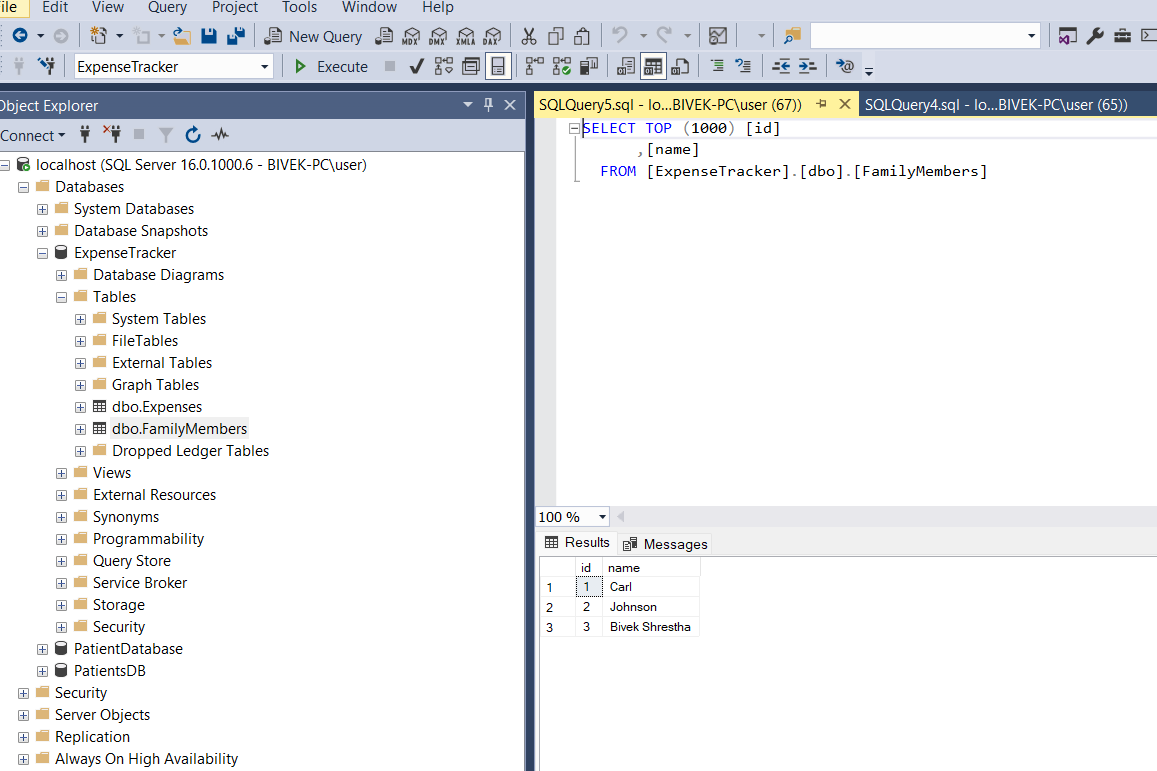 ile Edit View Query Project Tools Window Help
New Query MDX DMX XMLA DAX
ExpenseTracker Execute
Object Explorer
Connect
localhost (SQL Server 16.0.1000.6 - BIVEK-PC\user)
Databases
System Databases
Database Snapshots
ExpenseTracker
Database Diagrams
Tables
System Tables
FileTables
External Tables
Graph Tables
dbo.Expenses
dbo.FamilyMembers
Dropped Ledger Tables
Views
External Resources
Synonyms
Programmability
Query Store
Service Broker
Storage
Security
PatientDatabase
PatientsDB
Security
Server Objects
Replication
Always On High Availability
SQLQuery5.sql - lo...BIVEK-PC\user (67)) SQLQuery4.sql - lo...BIVEK-PC\user (65))
SELECT TOP (1000) [id]
,[name]
FROM [ExpenseTracker].[dbo].[FamilyMembers]
100 %
Results Messages
id name
1 1 Carl
2 2 Johnson
3 3 Bivek Shrestha